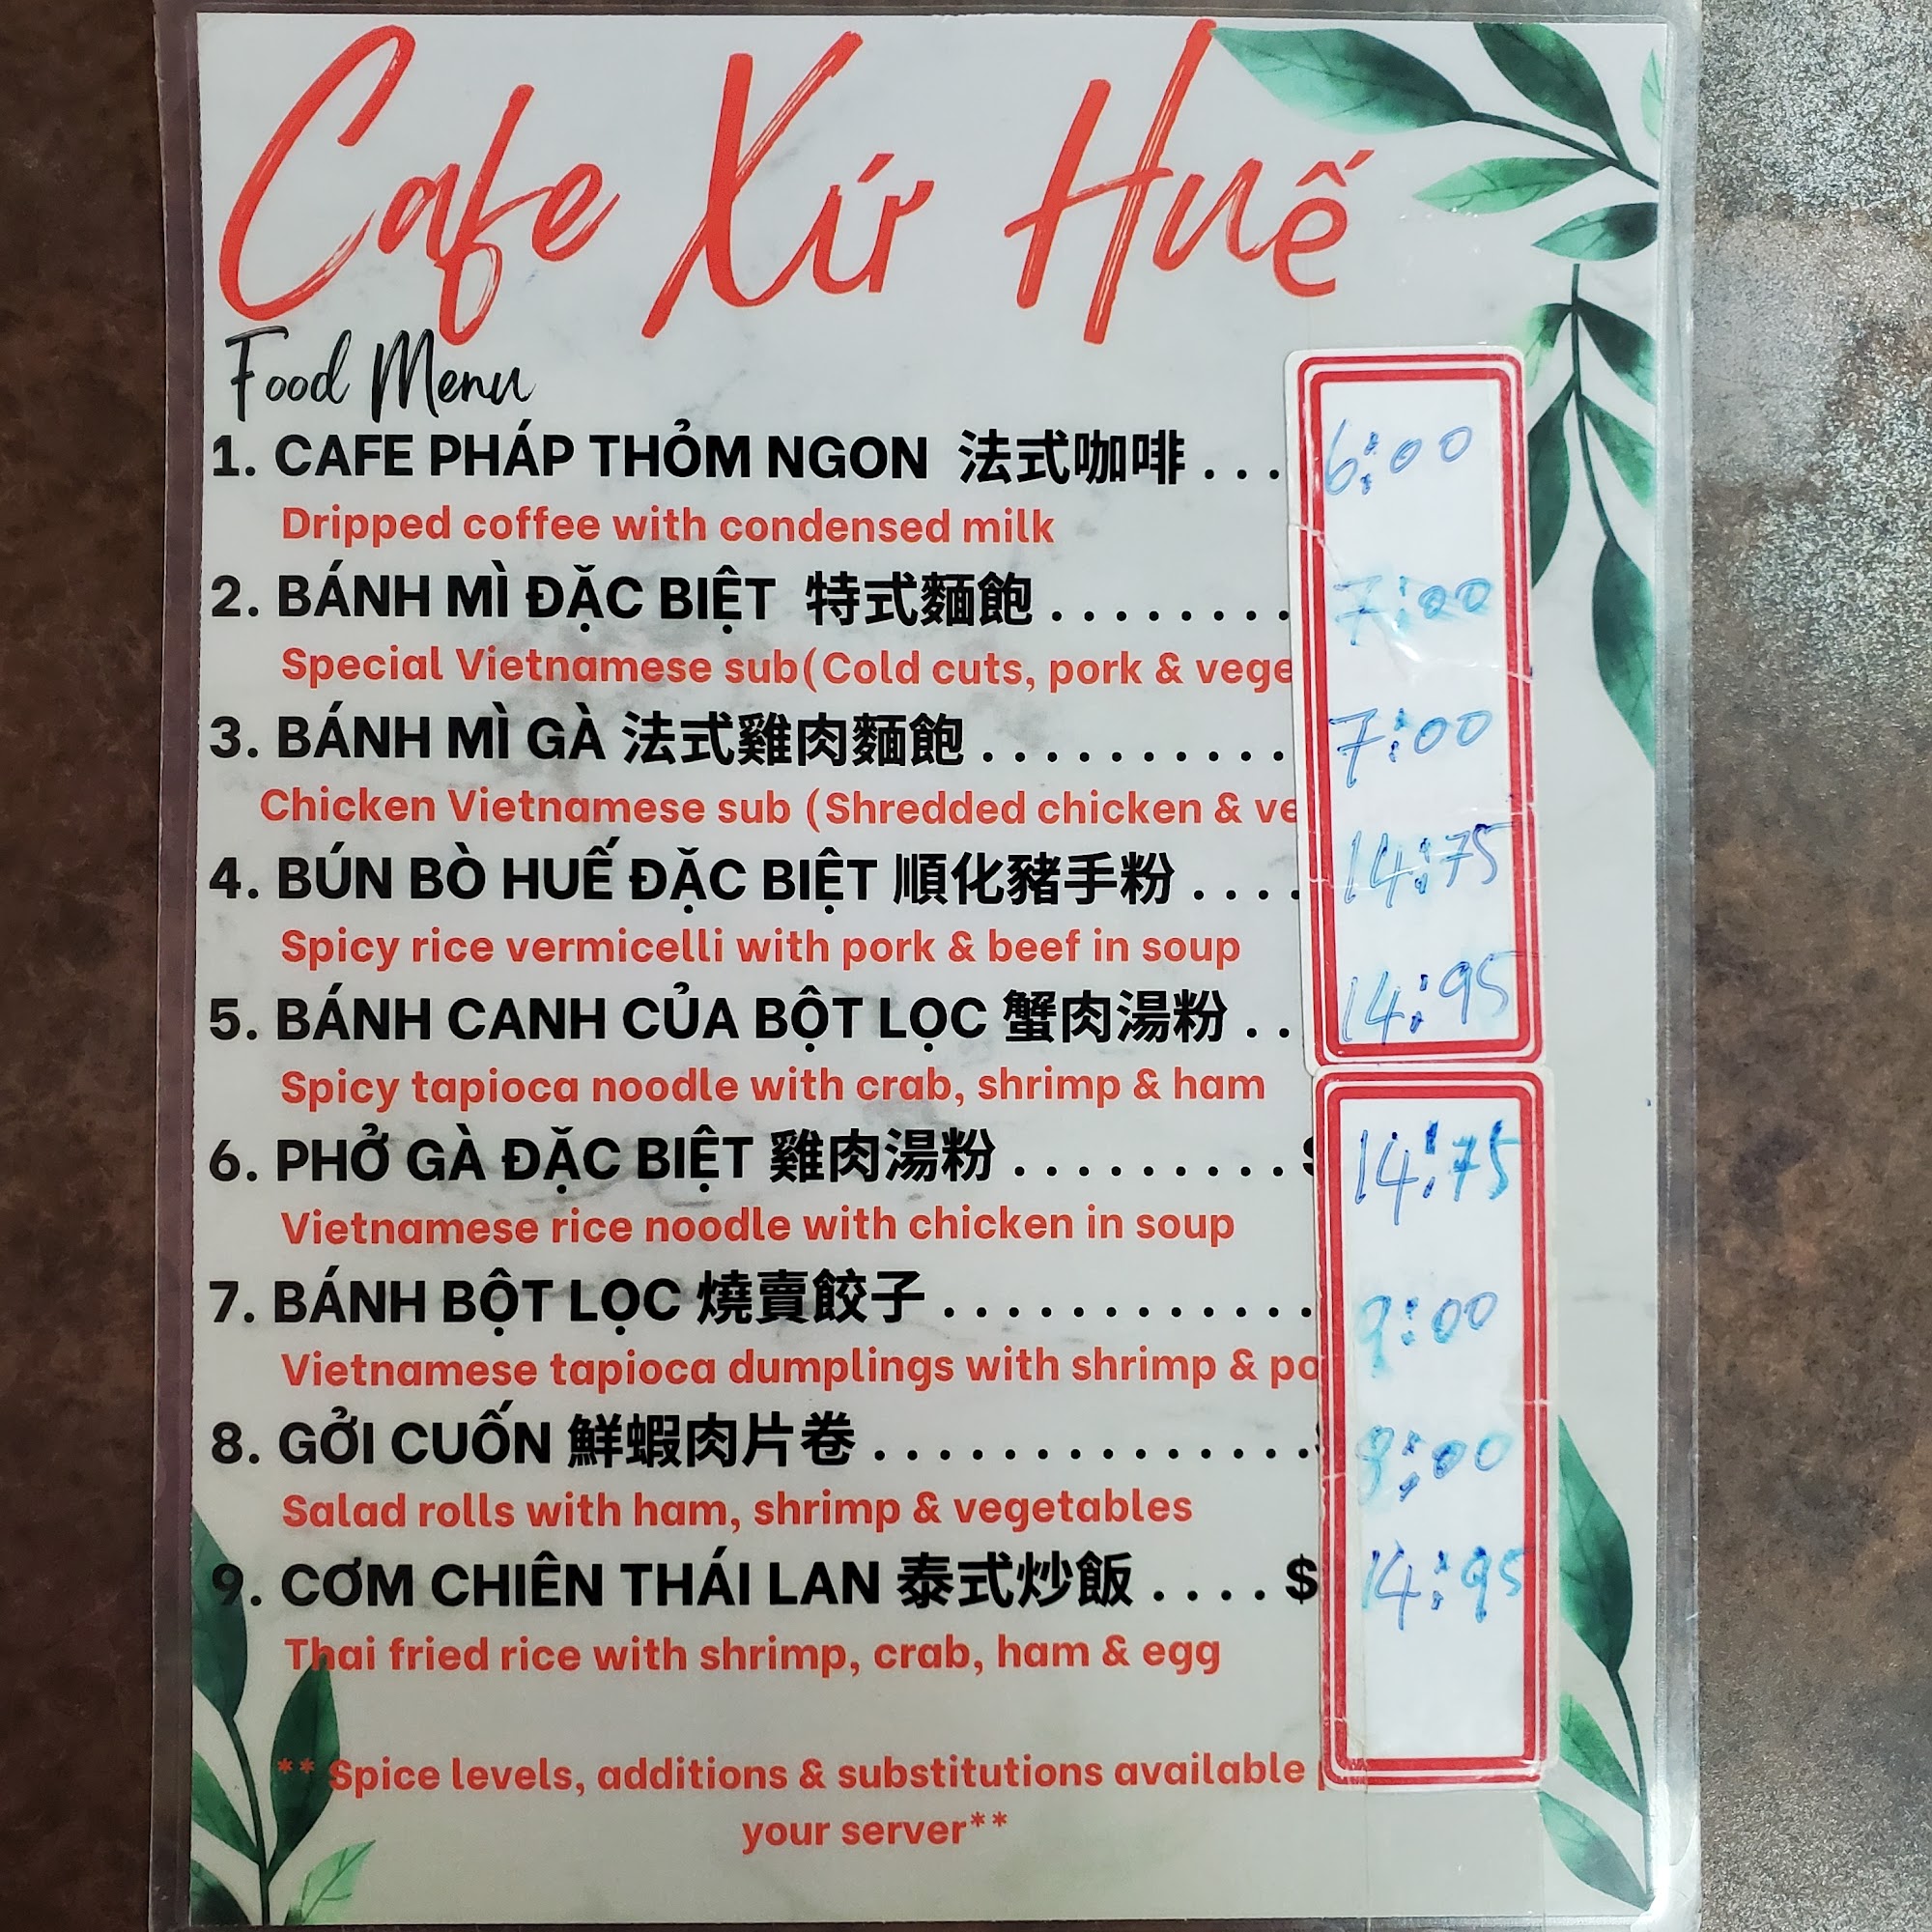 Cafe Xứ Huế
Food Menu
1. CAFE PHÁP THỎM NGON 法式咖啡 . . . 6:00
Dripped coffee with condensed milk
2. BÁNH MÌ ĐẶC BIỆT 特式麵飽 . . . . . . . . . 7:00
Special Vietnamese sub(Cold cuts, pork & vege
3. BÁNH MÌ GÀ 法式雞肉麵飽 . . . . . . . . . . . 7:00
Chicken Vietnamese sub (Shredded chicken & ve
4. BÚN BÒ HUẾ ĐẶC BIỆT 順化豬手粉 . . . . 14:75
Spicy rice vermicelli with pork & beef in soup
5. BÁNH CANH CỦA BỘT LỌC 蟹肉湯粉 . . 14:95
Spicy tapioca noodle with crab, shrimp & ham
6. PHỞ GÀ ĐẶC BIỆT 雞肉湯粉 . . . . . . . . . . $ 14:75
Vietnamese rice noodle with chicken in soup
7. BÁNH BỘT LỌC 燒賣餃子 . . . . . . . . . . . . . 9:00
Vietnamese tapioca dumplings with shrimp & po
8. GỞI CUỐN 鮮蝦肉片卷 . . . . . . . . . . . . . . . :00
Salad rolls with ham, shrimp & vegetables
9. CƠM CHIÊN THÁI LAN 泰式炒飯 . . . . $ 14:95
Thai fried rice with shrimp, crab, ham & egg
** Spice levels, additions & substitutions available
your server**